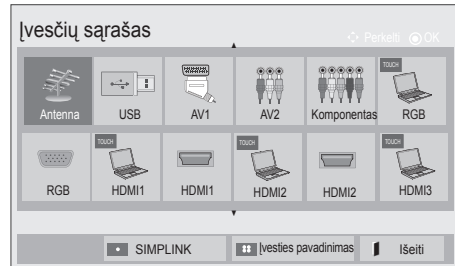 Įvesčių sąrašas
Perkelti OK
TOUCH
Antenna USB AV1 AV2 Komponentas RGB
TOUCH TOUCH TOUCH
RGB HDMI1 HDMI1 HDMI2 HDMI2 HDMI3
SIMPLINK Įvesties pavadinimas Išeiti